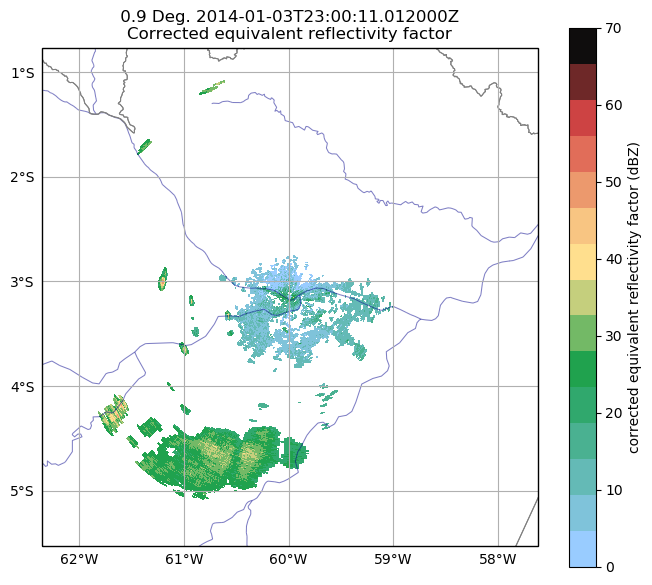 0.9 Deg. 2014-01-03T23:00:11.012000Z
Corrected equivalent reflectivity factor
1°S
2°S
3°S
4°S
5°S
62°W 61°W 60°W 59°W 58°W
70
60
50
40
30
20
10
0
corrected equivalent reflectivity factor (dBZ)